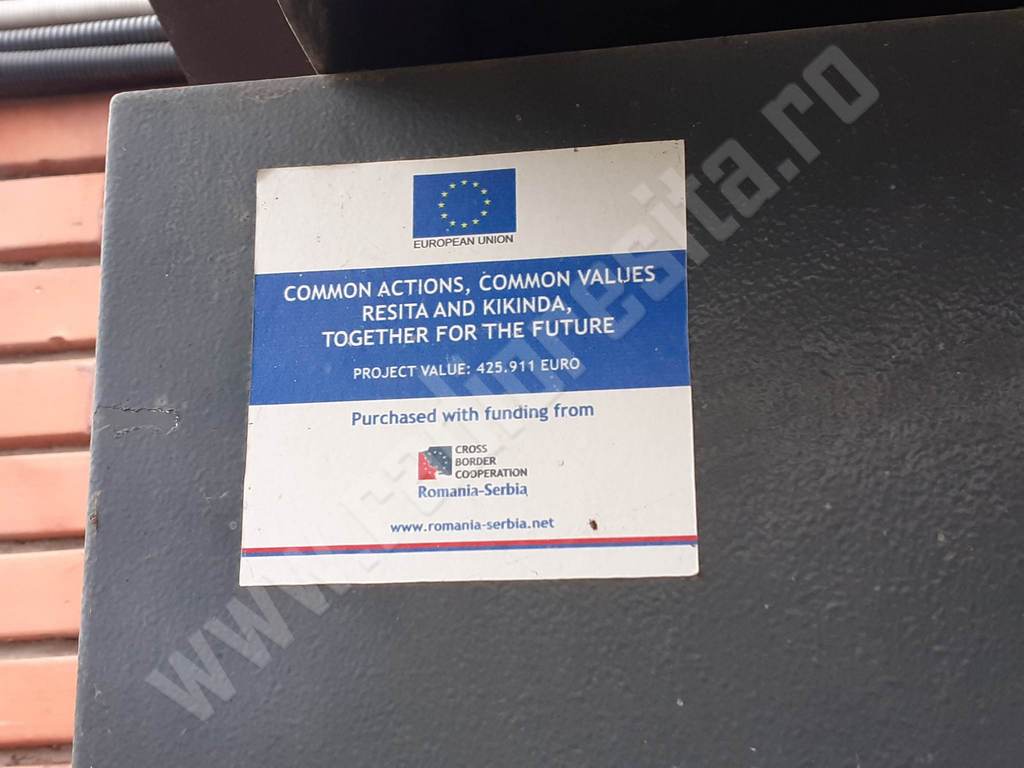 EUROPEAN UNION
COMMON ACTIONS, COMMON VALUES
RESITA AND KIKINDA,
TOGETHER FOR THE FUTURE
PROJECT VALUE: 425.911 EURO
Purchased with funding from
CROSS
BORDER
COOPERATION
Romania-Serbia
www.romania-serbia.net